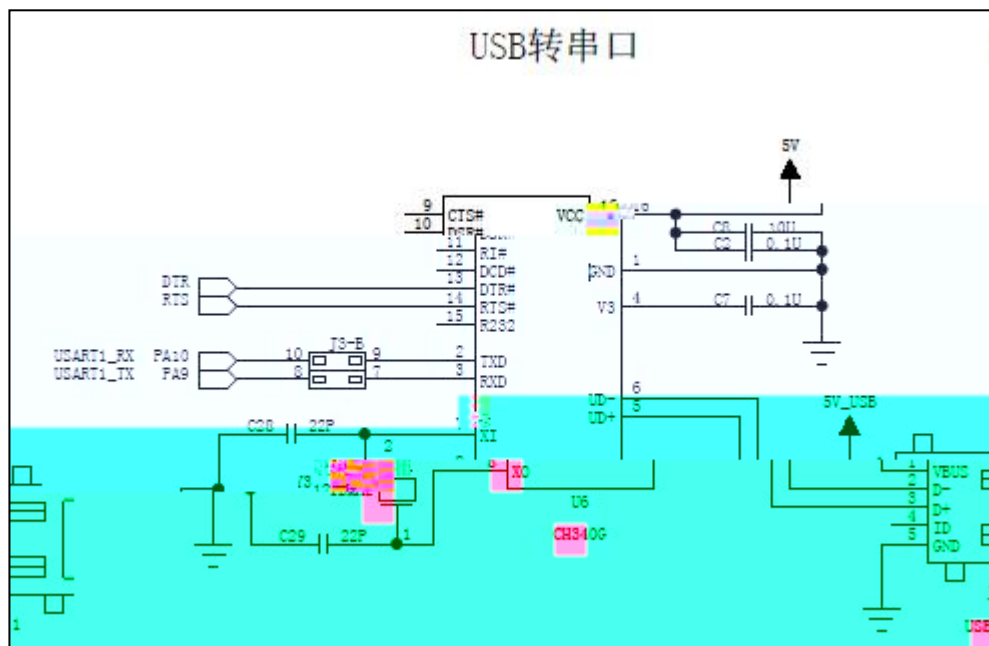 USB转串口
5V
9 CTS# VCC
10
C8 10U
11 C2 0.1U
12 RI#
DCD# GND 1
DTR 13 DTR#
RTS 14 RTS# V3 4 C7 0.1U
15 R232
J3-B
USART1_RX PA10 10 9 2 TXD
USART1_TX PA9 8 7 3 RXD
UD- 6
UD+ 5
5V_USB
C28 22P XI
2
XO
1 VBUS
2 D-
3 D+
4 ID
5 GND
U6
C29 22P 1 CH340G
1
USB